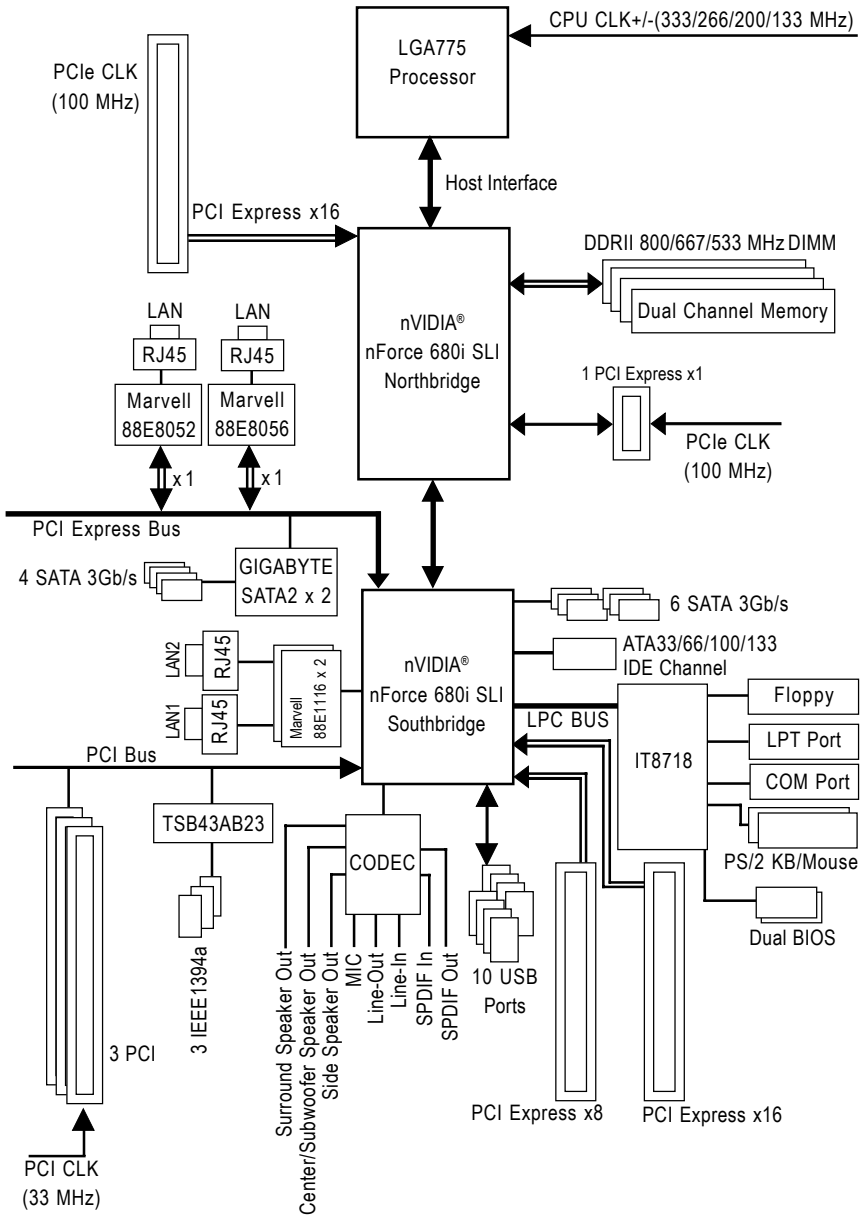 CPU CLK+/-(333/266/200/133 MHz)
LGA775
Processor
PCIe CLK
(100 MHz)
Host Interface
PCI Express x16
DDRII 800/667/533 MHz DIMM
Dual Channel Memory
nVIDIA®
nForce 680i SLI
Northbridge
LAN
LAN
RJ45
RJ45
Marvell
88E8052
Marvell
88E8056
x 1
x 1
1 PCI Express x1
PCIe CLK
(100 MHz)
PCI Express Bus
4 SATA 3Gb/s
GIGABYTE
SATA2 x 2
6 SATA 3Gb/s
ATA33/66/100/133
IDE Channel
nVIDIA®
nForce 680i SLI
Southbridge
LAN2
RJ45
LAN1
RJ45
Marvell
88E1116 x 2
LPC BUS
IT8718
Floppy
LPT Port
COM Port
PS/2 KB/Mouse
Dual BIOS
PCI Bus
TSB43AB23
CODEC
3 IEEE1394a
3 PCI
Surround Speaker Out
Center/Subwoofer Speaker Out
Side Speaker Out
MIC
Line-Out
Line-In
SPDIF In
SPDIF Out
10 USB
Ports
PCI Express x8
PCI Express x16
PCI CLK
(33 MHz)